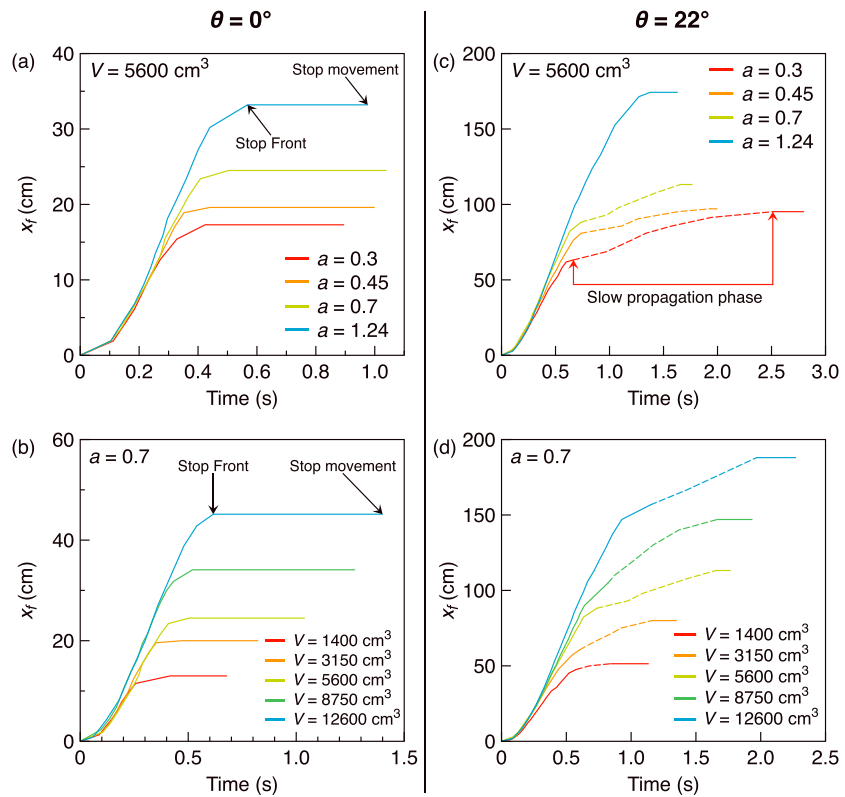 θ = 0°
θ = 22°
(a)
V = 5600 cm³
Stop movement
Stop Front
a = 0.3
a = 0.45
a = 0.7
a = 1.24
40
30
20
10
0
x_f (cm)
0 0.2 0.4 0.6 0.8 1.0
Time (s)
(c)
V = 5600 cm³
a = 0.3
a = 0.45
a = 0.7
a = 1.24
Slow propagation phase
200
150
100
50
0
x_f (cm)
0 0.5 1.0 1.5 2.0 2.5 3.0
Time (s)
(b)
a = 0.7
Stop Front
Stop movement
V = 1400 cm³
V = 3150 cm³
V = 5600 cm³
V = 8750 cm³
V = 12600 cm³
60
40
20
0
x_f (cm)
0 0.5 1.0 1.5
Time (s)
(d)
a = 0.7
V = 1400 cm³
V = 3150 cm³
V = 5600 cm³
V = 8750 cm³
V = 12600 cm³
200
150
100
50
0
x_f (cm)
0 0.5 1.0 1.5 2.0 2.5
Time (s)